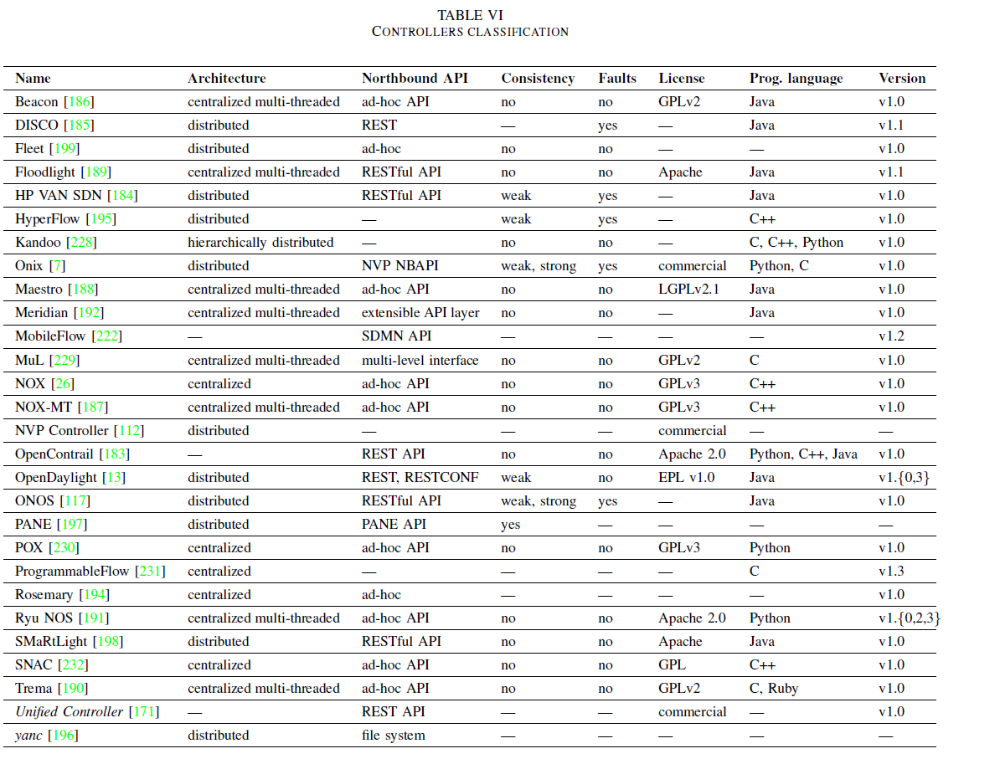 TABLE VI
CONTROLLERS CLASSIFICATION
Name Architecture Northbound API Consistency Faults License Prog. language Version
Beacon [186] centralized multi-threaded ad-hoc API no no GPLv2 Java v1.0
DISCO [185] distributed REST — yes — Java v1.1
Fleet [199] distributed ad-hoc no no — — v1.0
Floodlight [189] centralized multi-threaded RESTful API no no Apache Java v1.1
HP VAN SDN [184] distributed RESTful API weak yes — Java v1.0
HyperFlow [195] distributed — weak yes — C++ v1.0
Kandoo [228] hierarchically distributed — no no — C, C++, Python v1.0
Onix [7] distributed NVP NBAPI weak, strong yes commercial Python, C v1.0
Maestro [188] centralized multi-threaded ad-hoc API no no LGPLv2.1 Java v1.0
Meridian [192] centralized multi-threaded extensible API layer no no — Java v1.0
MobileFlow [222] — SDMN API — — — — v1.2
MuL [229] centralized multi-threaded multi-level interface no no GPLv2 C v1.0
NOX [26] centralized ad-hoc API no no GPLv3 C++ v1.0
NOX-MT [187] centralized multi-threaded ad-hoc API no no GPLv3 C++ v1.0
NVP Controller [112] distributed — — — commercial — —
OpenContrail [183] — REST API no no Apache 2.0 Python, C++, Java v1.0
OpenDaylight [13] distributed REST, RESTCONF weak no EPL v1.0 Java v1.{0,3}
ONOS [117] distributed RESTful API weak, strong yes — Java v1.0
PANE [197] distributed PANE API yes — — — —
POX [230] centralized ad-hoc API no no GPLv3 Python v1.0
ProgrammableFlow [231] centralized — — — — C v1.3
Rosemary [194] centralized ad-hoc — — — — v1.0
Ryu NOS [191] centralized multi-threaded ad-hoc API no no Apache 2.0 Python v1.{0,2,3}
SMaRtLight [198] distributed RESTful API no no Apache Java v1.0
SNAC [232] centralized ad-hoc API no no GPL C++ v1.0
Trema [190] centralized multi-threaded ad-hoc API no no GPLv2 C, Ruby v1.0
Unified Controller [171] — REST API — — commercial — v1.0
yanc [196] distributed file system — — — — —